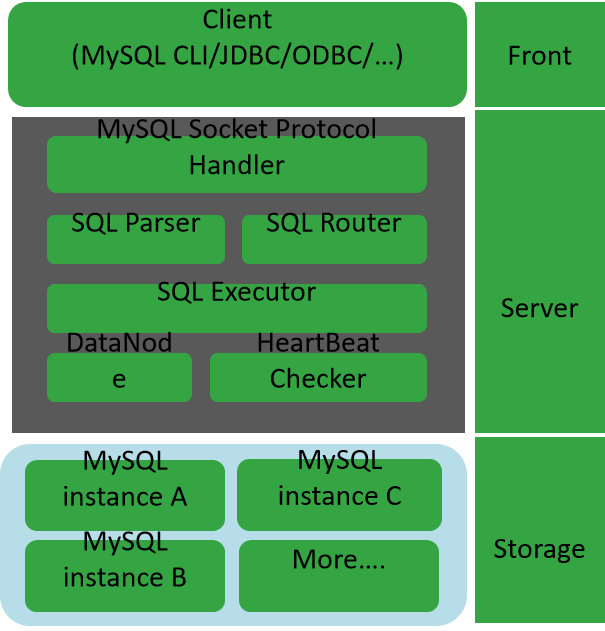 Client
(MySQL CLI/JDBC/ODBC/…)
Front
MySQL Socket Protocol
Handler
SQL Parser
SQL Router
SQL Executor
DataNod
e
HeartBeat
Checker
Server
MySQL
instance A
MySQL
instance C
MySQL
instance B
More….
Storage